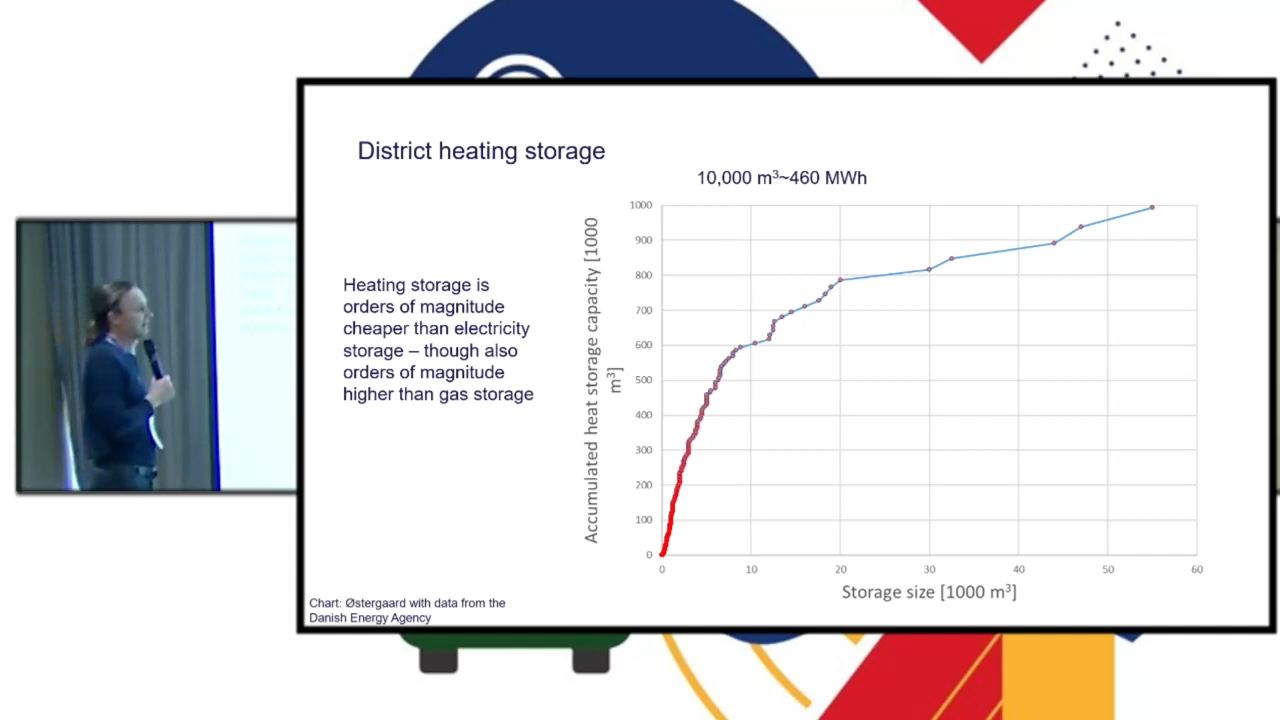 District heating storage
10,000 m³~460 MWh
Heating storage is
orders of magnitude
cheaper than electricity
storage – though also
orders of magnitude
higher than gas storage
Accumulated heat storage capacity [1000
m³]
1000
900
800
700
600
500
400
300
200
100
0
0 10 20 30 40 50 60
Storage size [1000 m³]
Chart: Østergaard with data from the
Danish Energy Agency